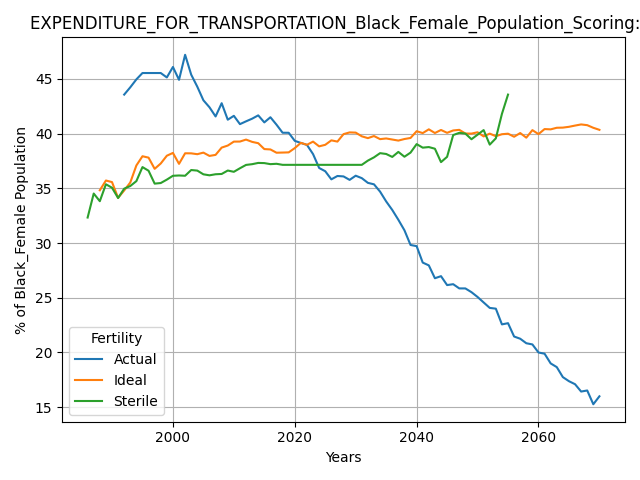 EXPENDITURE_FOR_TRANSPORTATION_Black_Female_Population_Scoring:
% of Black_Female Population
45
40
35
30
25
20
15
Fertility
Actual
Ideal
Sterile
2000
2020
2040
2060
Years